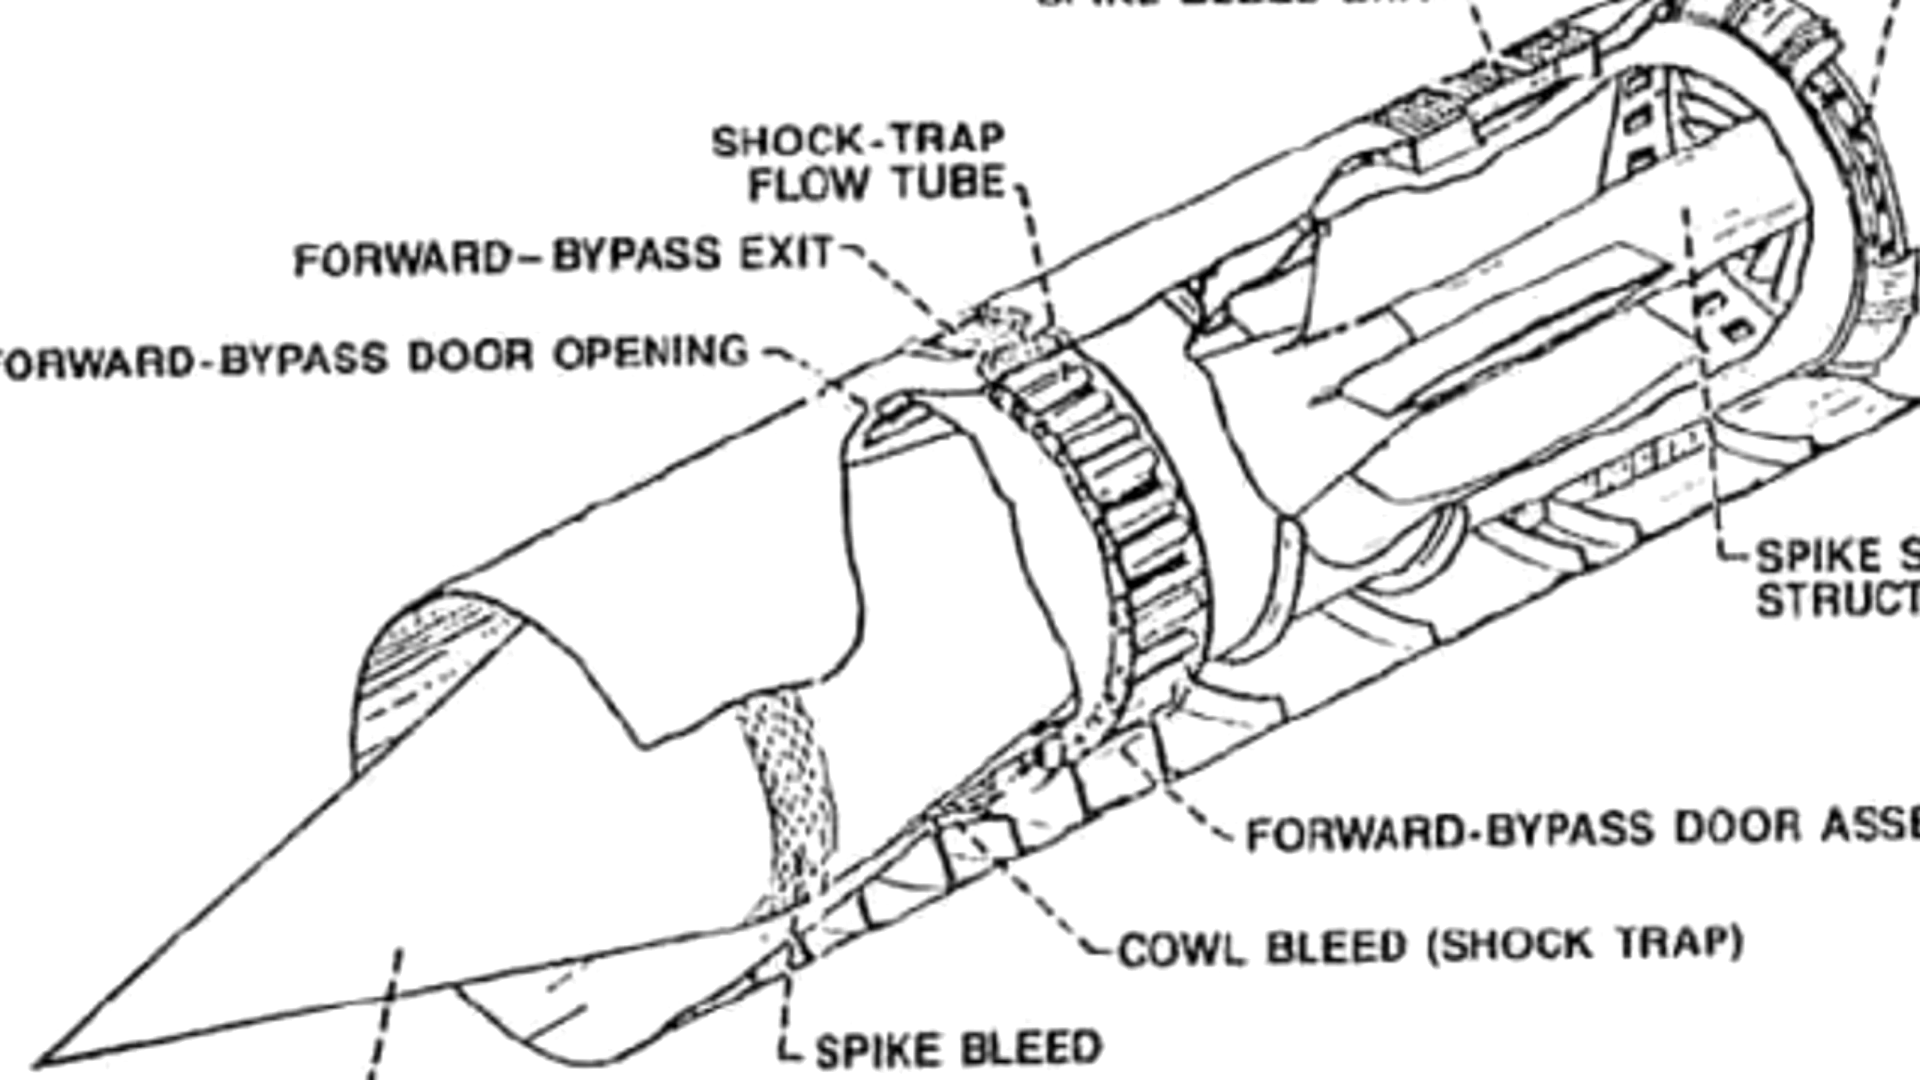 SHOCK-TRAP
FLOW TUBE
FORWARD-BYPASS EXIT
FORWARD-BYPASS DOOR OPENING
SPIKE
STRUCT
FORWARD-BYPASS DOOR ASSE
COWL BLEED (SHOCK TRAP)
SPIKE BLEED